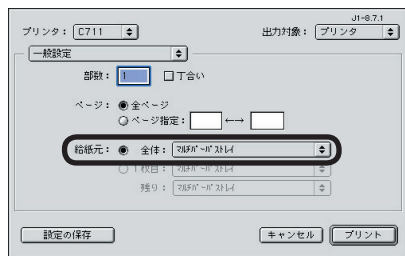 J1-8.7.1
プリンタ： C711 出力対象： プリンタ
一般設定
部数： 1 丁合い
ページ： 全ページ
ページ指定： ←→
給紙元： 全体： ﾏﾙﾁﾊﾟｰﾊﾟｽﾄﾚｲ
1 枚目： ﾏﾙﾁﾊﾟｰﾊﾟｽﾄﾚｲ
残り： ﾏﾙﾁﾊﾟｰﾊﾟｽﾄﾚｲ
設定の保存 キャンセル プリント